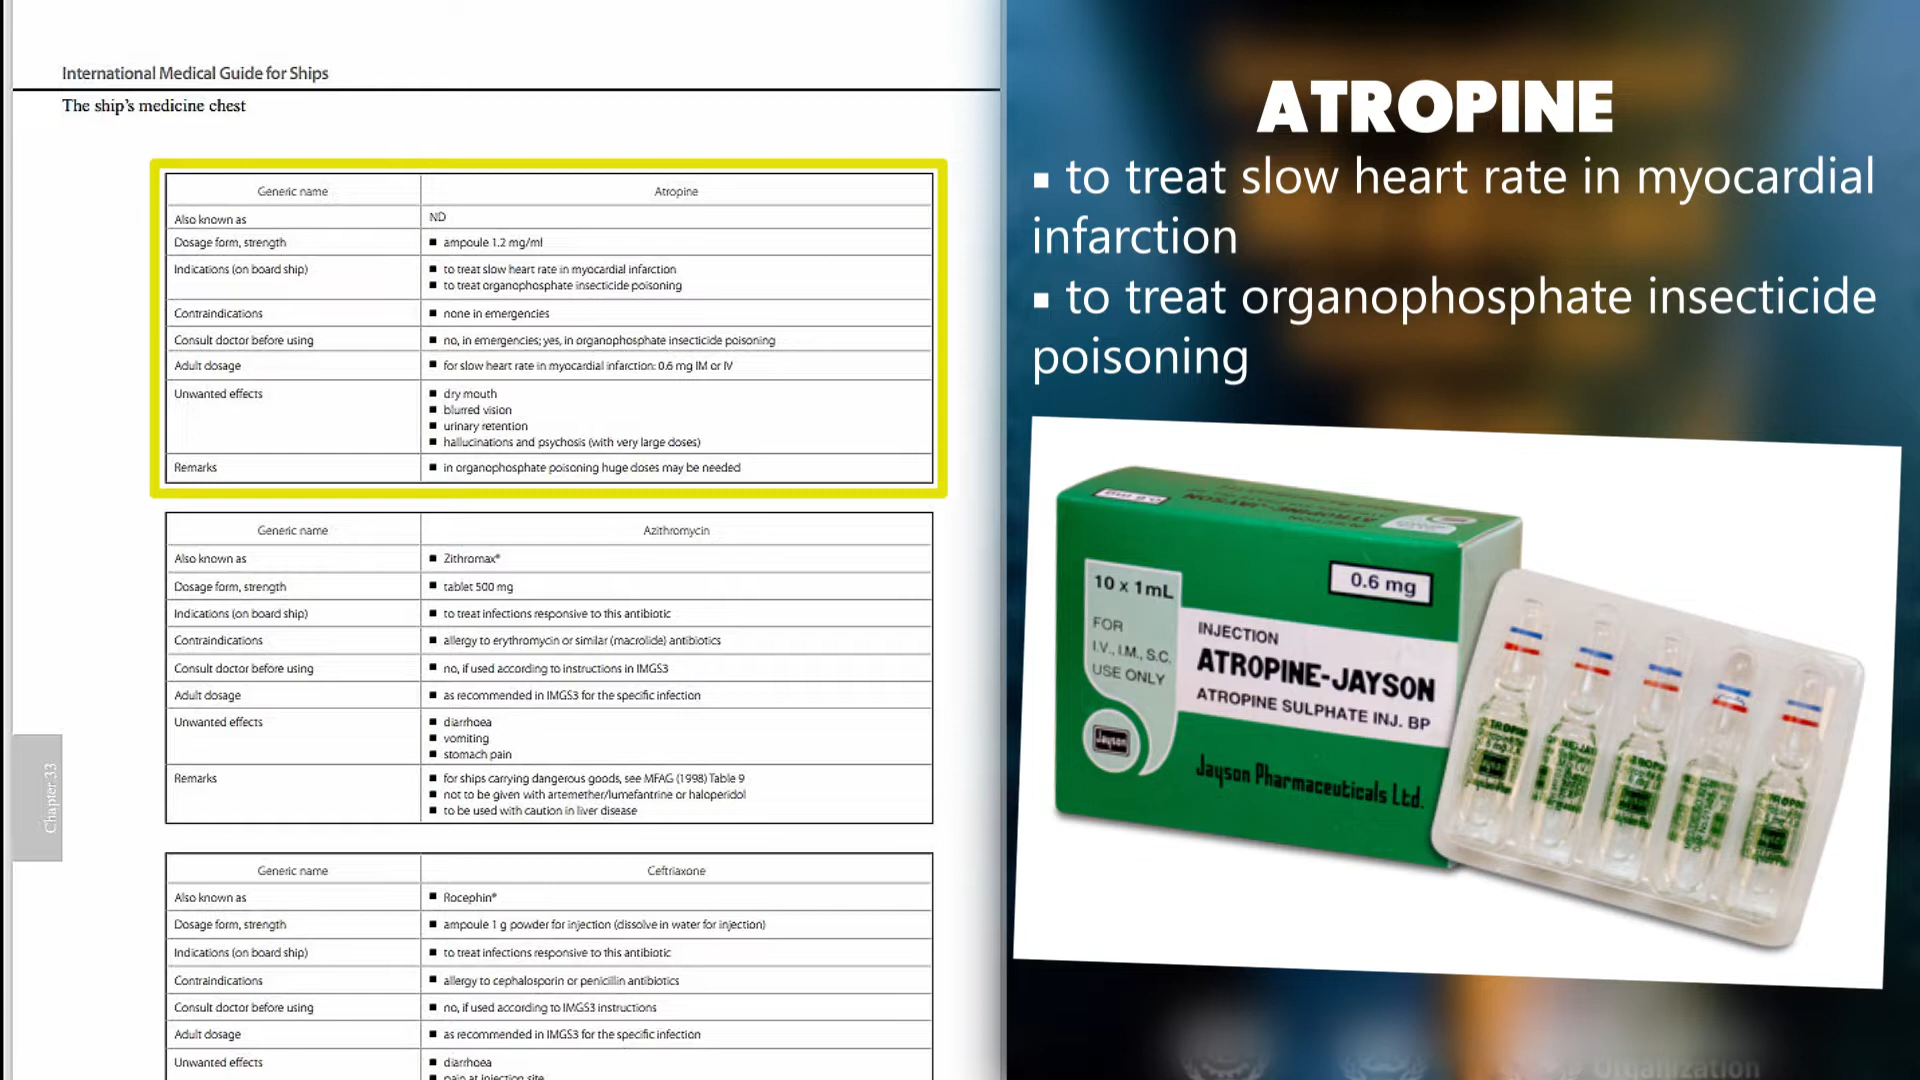 International Medical Guide for Ships
The ship's medicine chest
Generic name Atropine
Also known as ND
Dosage form, strength ■ ampoule 1.2 mg/ml
Indications (on board ship) ■ to treat slow heart rate in myocardial infarction
■ to treat organophosphate insecticide poisoning
Contraindications ■ none in emergencies
Consult doctor before using ■ no, in emergencies; yes, in organophosphate insecticide poisoning
Adult dosage ■ for slow heart rate in myocardial infarction: 0.6 mg IM or IV
Unwanted effects ■ dry mouth
■ blurred vision
■ urinary retention
■ hallucinations and psychosis (with very large doses)
Remarks ■ in organophosphate poisoning huge doses may be needed
Generic name Azithromycin
Also known as ■ Zithromax®
Dosage form, strength ■ tablet 500 mg
Indications (on board ship) ■ to treat infections responsive to this antibiotic
Contraindications ■ allergy to erythromycin or similar (macrolide) antibiotics
Consult doctor before using ■ no, if used according to instructions in IMGS3
Adult dosage ■ as recommended in IMGS3 for the specific infection
Unwanted effects ■ diarrhoea
■ vomiting
■ stomach pain
Remarks ■ for ships carrying dangerous goods, see MFAG (1998) Table 9
■ not to be given with artemether/lumefantrine or haloperidol
■ to be used with caution in liver disease
Chapter 33
Generic name Ceftriaxone
Also known as ■ Rocephin®
Dosage form, strength ■ ampoule 1 g powder for injection (dissolve in water for injection)
Indications (on board ship) ■ to treat infections responsive to this antibiotic
Contraindications ■ allergy to cephalosporin or penicillin antibiotics
Consult doctor before using ■ no, if used according to IMGS3 instructions
Adult dosage ■ as recommended in IMGS3 for the specific infection
Unwanted effects ■ diarrhoea
■ pain at injection site
ATROPINE
▪ to treat slow heart rate in myocardial
infarction
▪ to treat organophosphate insecticide
poisoning
ATROPINE-JAYSON
10 x 1mL
0.6 mg
FOR
I.V., I.M., S.C.
USE ONLY
INJECTION
ATROPINE-JAYSON
ATROPINE SULPHATE INJ. BP
Jayson
Jayson Pharmaceuticals Ltd.
Organization